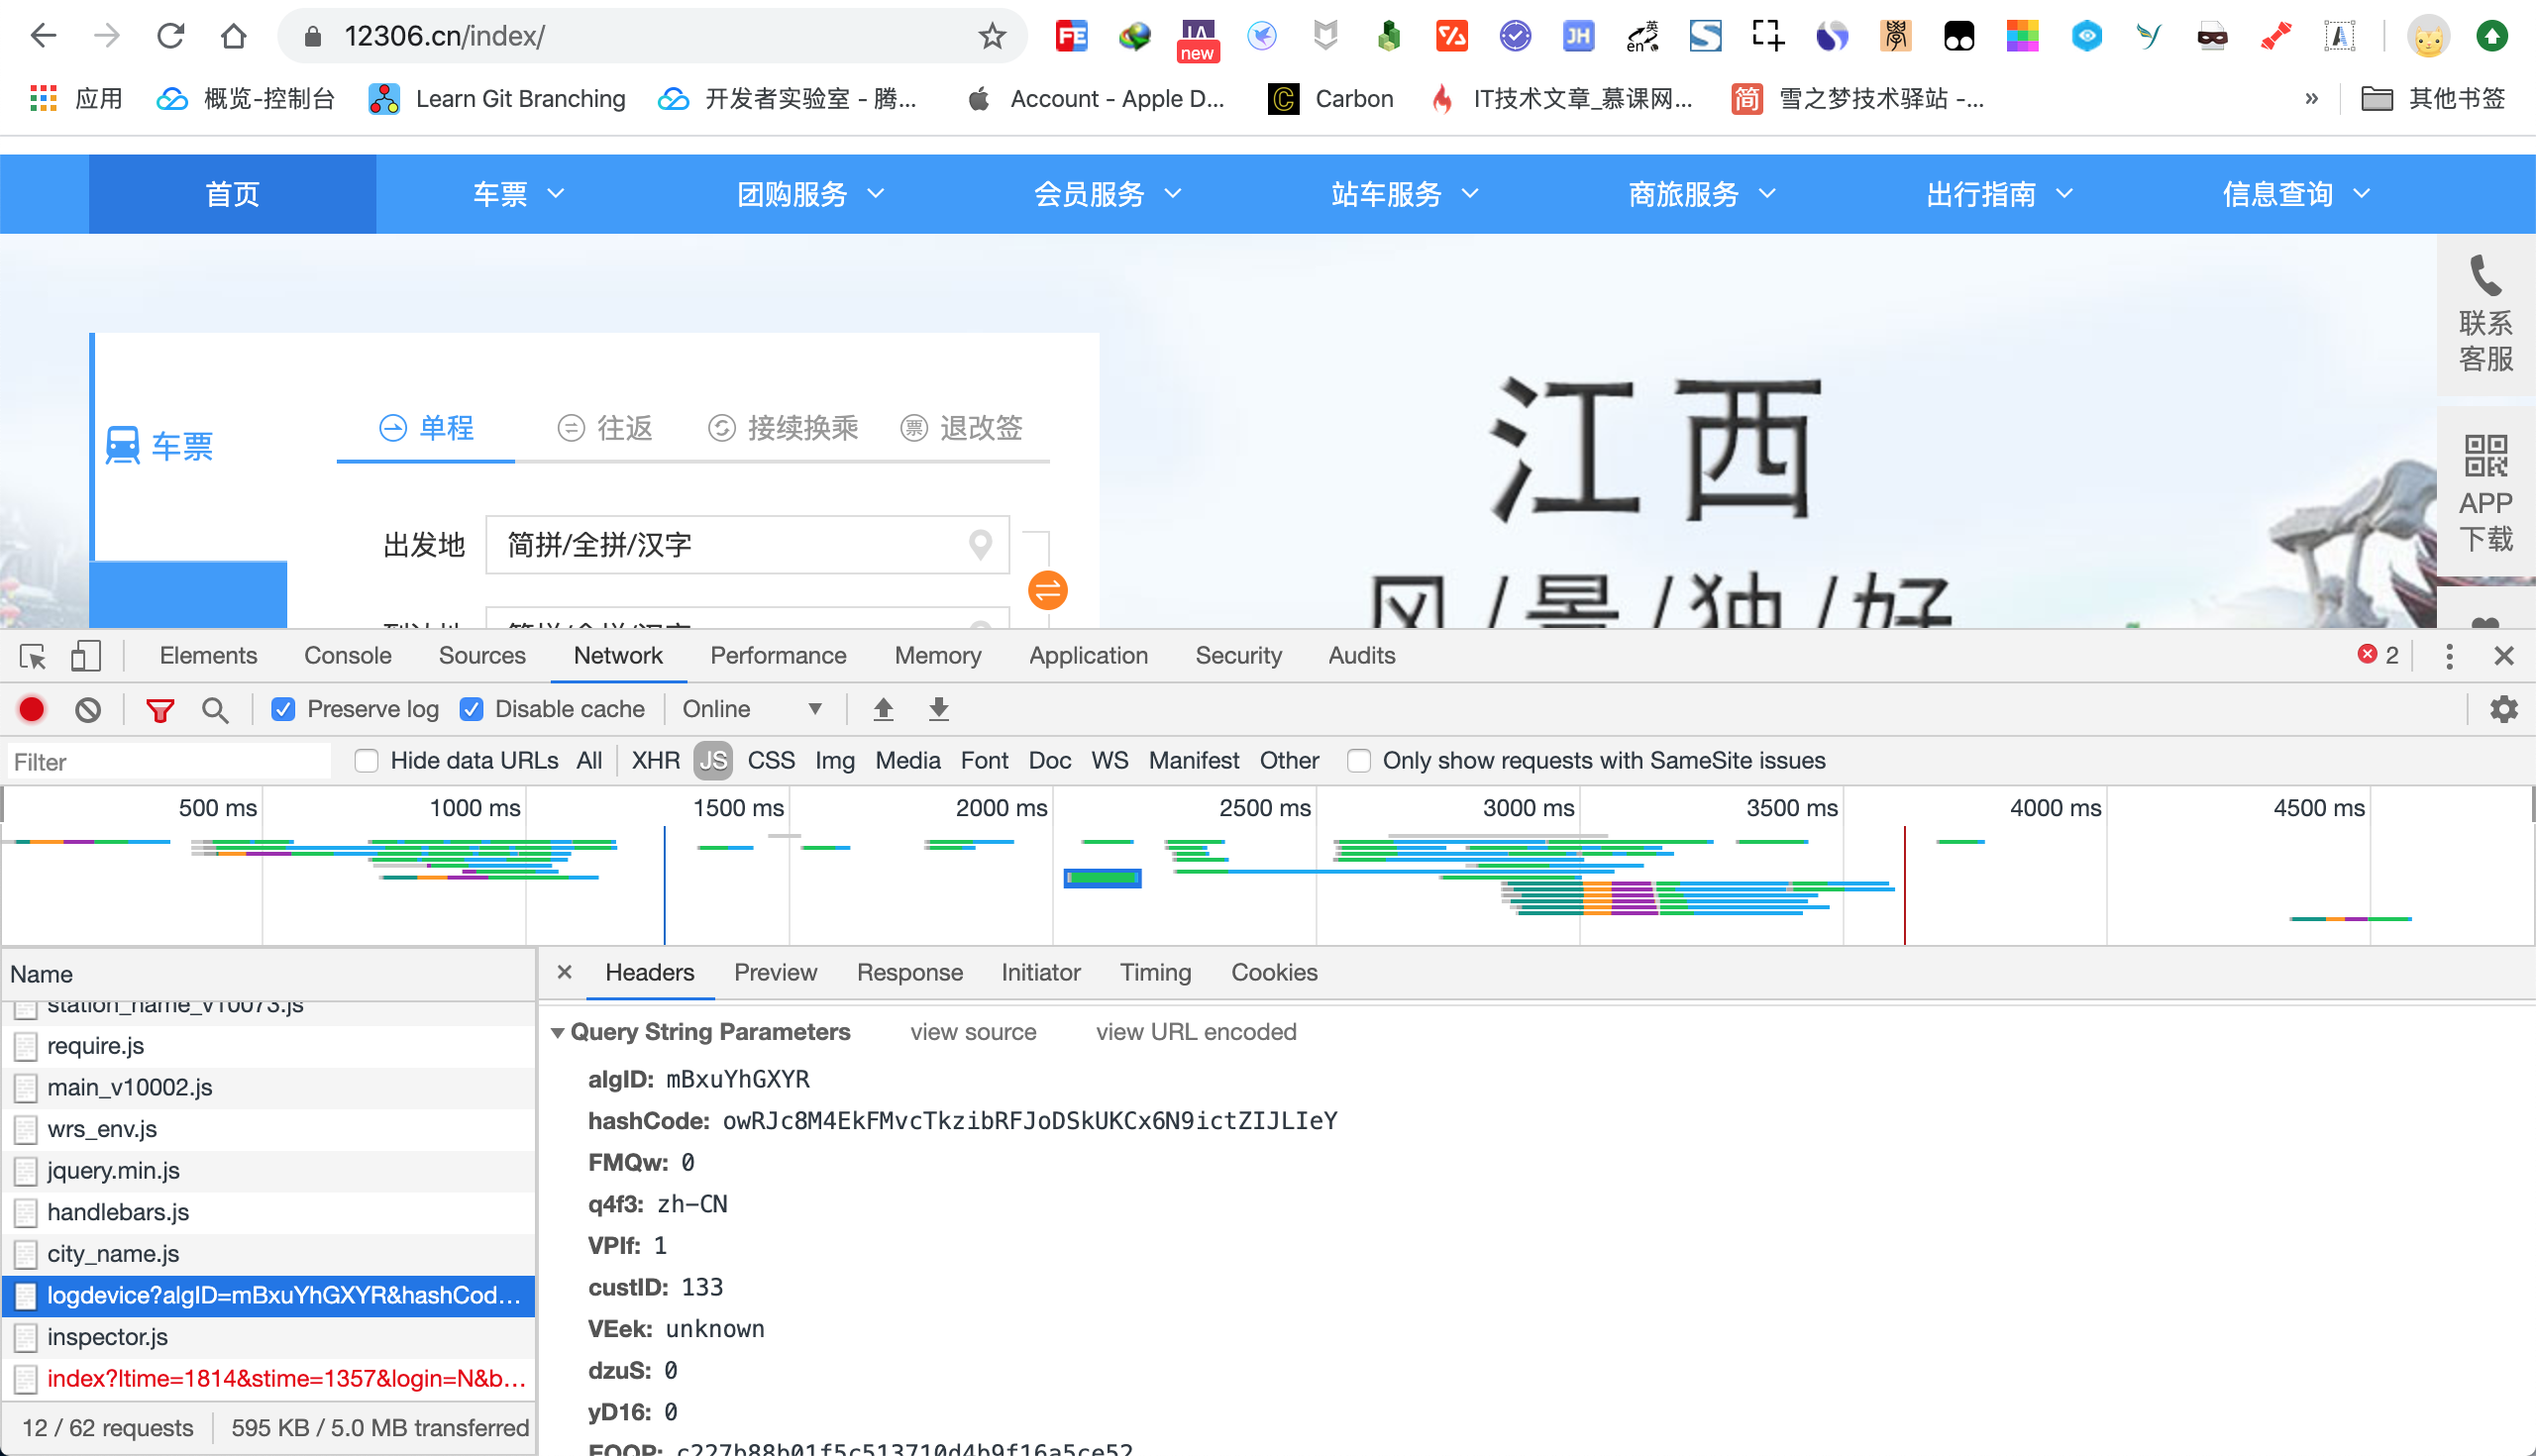 12306.cn/index/
FE
new
JH
英
en
應用
概览-控制台
Learn Git Branching
开发者实验室 - 腾...
Account - Apple D...
Carbon
IT技术文章_慕课网...
简
雪之梦技术驿站 -...
»
其他书签
首页
车票
团购服务
会员服务
站车服务
商旅服务
出行指南
信息查询
联系
客服
APP
下载
车票
单程
往返
接续换乘
票
退改签
出发地
简拼/全拼/汉字
江西
风/景/独/好
Elements
Console
Sources
Network
Performance
Memory
Application
Security
Audits
2
Preserve log
Disable cache
Online
Filter
Hide data URLs
All
XHR
JS
CSS
Img
Media
Font
Doc
WS
Manifest
Other
Only show requests with SameSite issues
500 ms
1000 ms
1500 ms
2000 ms
2500 ms
3000 ms
3500 ms
4000 ms
4500 ms
Name
station_name_v10073.js
require.js
main_v10002.js
wrs_env.js
jquery.min.js
handlebars.js
city_name.js
logdevice?algID=mBxuYhGXYR&hashCod...
inspector.js
index?ltime=1814&stime=1357&login=N&b...
12 / 62 requests
595 KB / 5.0 MB transferred
Headers
Preview
Response
Initiator
Timing
Cookies
Query String Parameters
view source
view URL encoded
algID: mBxuYhGXYR
hashCode: owRJc8M4EkFMvcTkzibRFJoDSkUKCx6N9ictZIJLIeY
FMQw: 0
q4f3: zh-CN
VPIf: 1
custID: 133
VEek: unknown
dzuS: 0
yD16: 0
EOQP: c227b88b01f5c513710d4b9f16a5ce52